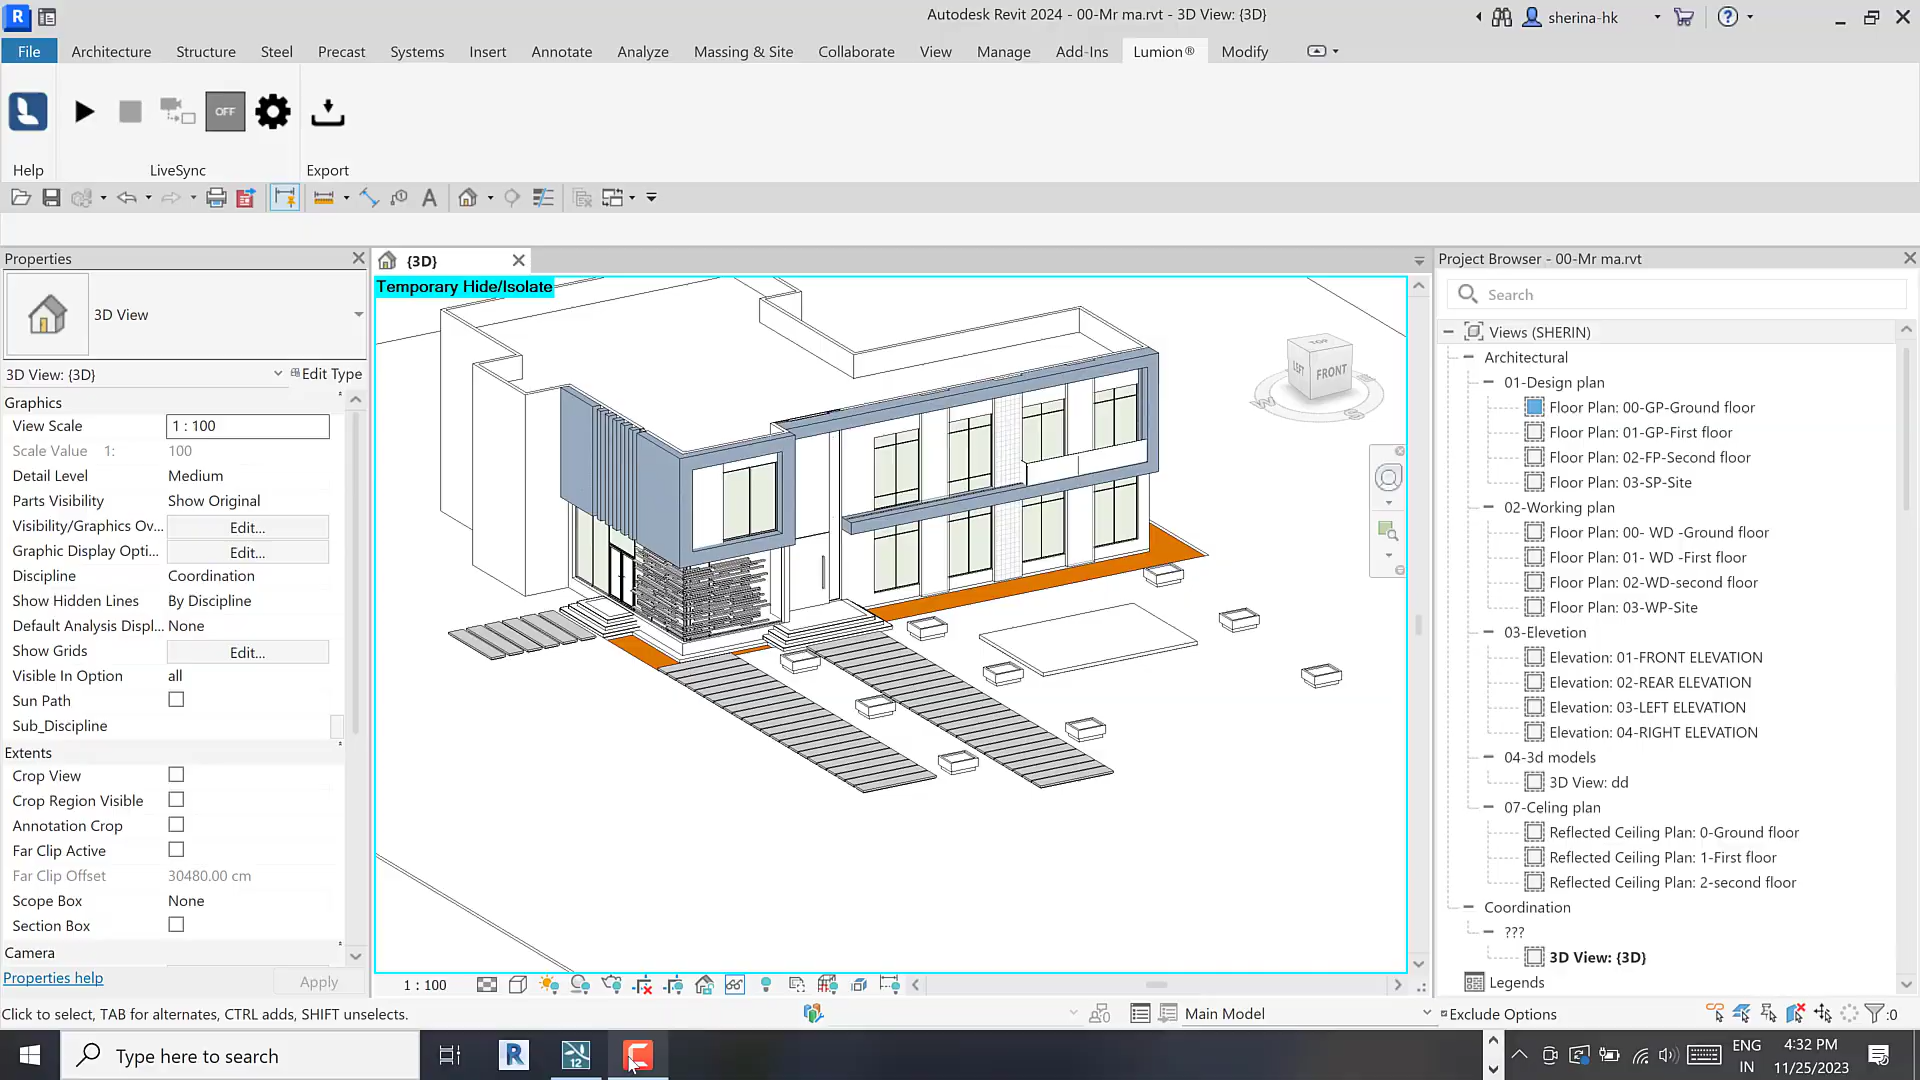 Autodesk Revit 2024 - 00-Mr ma.rvt - 3D View: {3D}
sherina-hk
File Architecture Structure Steel Precast Systems Insert Annotate Analyze Massing & Site Collaborate View Manage Add-Ins Lumion® Modify
OFF
Help LiveSync Export
Properties
3D View
3D View: {3D} Edit Type
Graphics
View Scale 1 : 100
Scale Value 1: 100
Detail Level Medium
Parts Visibility Show Original
Visibility/Graphics Ov... Edit...
Graphic Display Opti... Edit...
Discipline Coordination
Show Hidden Lines By Discipline
Default Analysis Displ... None
Show Grids Edit...
Visible In Option all
Sun Path
Sub_Discipline
Extents
Crop View
Crop Region Visible
Annotation Crop
Far Clip Active
Far Clip Offset 30480.00 cm
Scope Box None
Section Box
Camera
Properties help Apply
{3D}
Temporary Hide/Isolate
TOP
LEFT FRONT
W S
1 : 100
Project Browser - 00-Mr ma.rvt
Search
Views (SHERIN)
Architectural
01-Design plan
Floor Plan: 00-GP-Ground floor
Floor Plan: 01-GP-First floor
Floor Plan: 02-FP-Second floor
Floor Plan: 03-SP-Site
02-Working plan
Floor Plan: 00- WD -Ground floor
Floor Plan: 01- WD -First floor
Floor Plan: 02-WD-second floor
Floor Plan: 03-WP-Site
03-Elevetion
Elevation: 01-FRONT ELEVATION
Elevation: 02-REAR ELEVATION
Elevation: 03-LEFT ELEVATION
Elevation: 04-RIGHT ELEVATION
04-3d models
3D View: dd
07-Celing plan
Reflected Ceiling Plan: 0-Ground floor
Reflected Ceiling Plan: 1-First floor
Reflected Ceiling Plan: 2-second floor
Coordination
???
3D View: {3D}
Legends
Click to select, TAB for alternates, CTRL adds, SHIFT unselects.
Main Model
Exclude Options
:0
Type here to search
R
12
ENG
IN
4:32 PM
11/25/2023